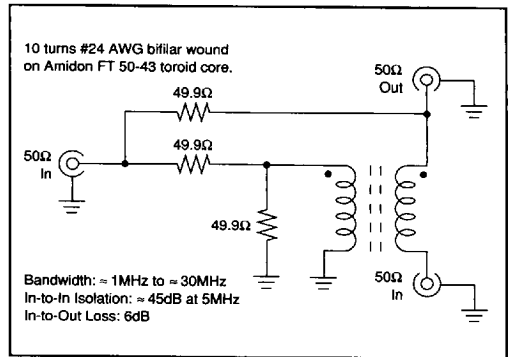 10 turns #24 AWG bifilar wound
on Amidon FT 50-43 toroid core.
50Ω
Out
49.9Ω
49.9Ω
50Ω
In
49.9Ω
50Ω
In
Bandwidth: ≈ 1MHz to ≈ 30MHz
In-to-In Isolation: ≈ 45dB at 5MHz
In-to-Out Loss: 6dB